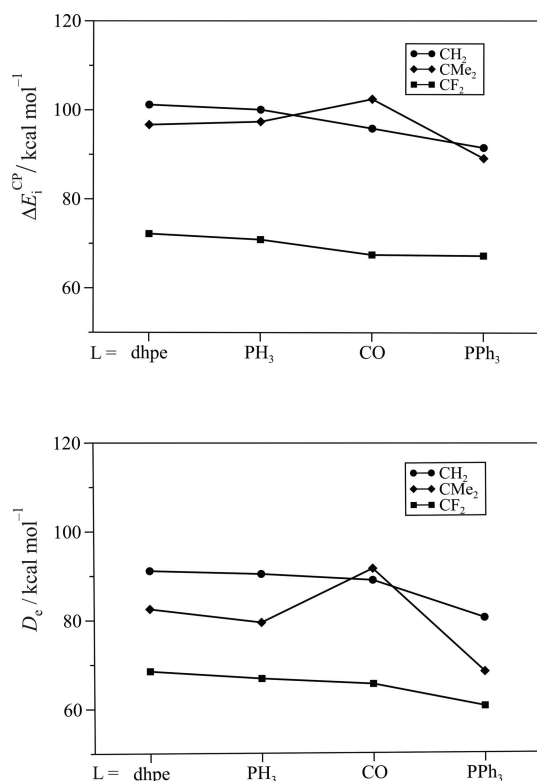 120
100
80
60
ΔE_i^CP / kcal mol⁻¹
CH₂
CMe₂
CF₂
L = dhpe PH₃ CO PPh₃
120
100
80
60
D_e / kcal mol⁻¹
CH₂
CMe₂
CF₂
L = dhpe PH₃ CO PPh₃